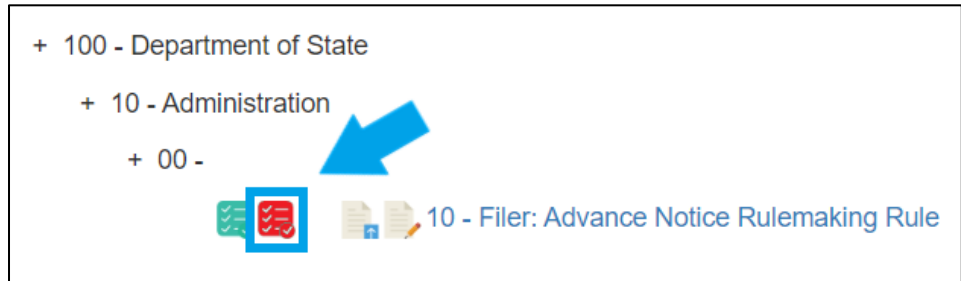 + 100 - Department of State
+ 10 - Administration
+ 00 -
10 - Filer: Advance Notice Rulemaking Rule